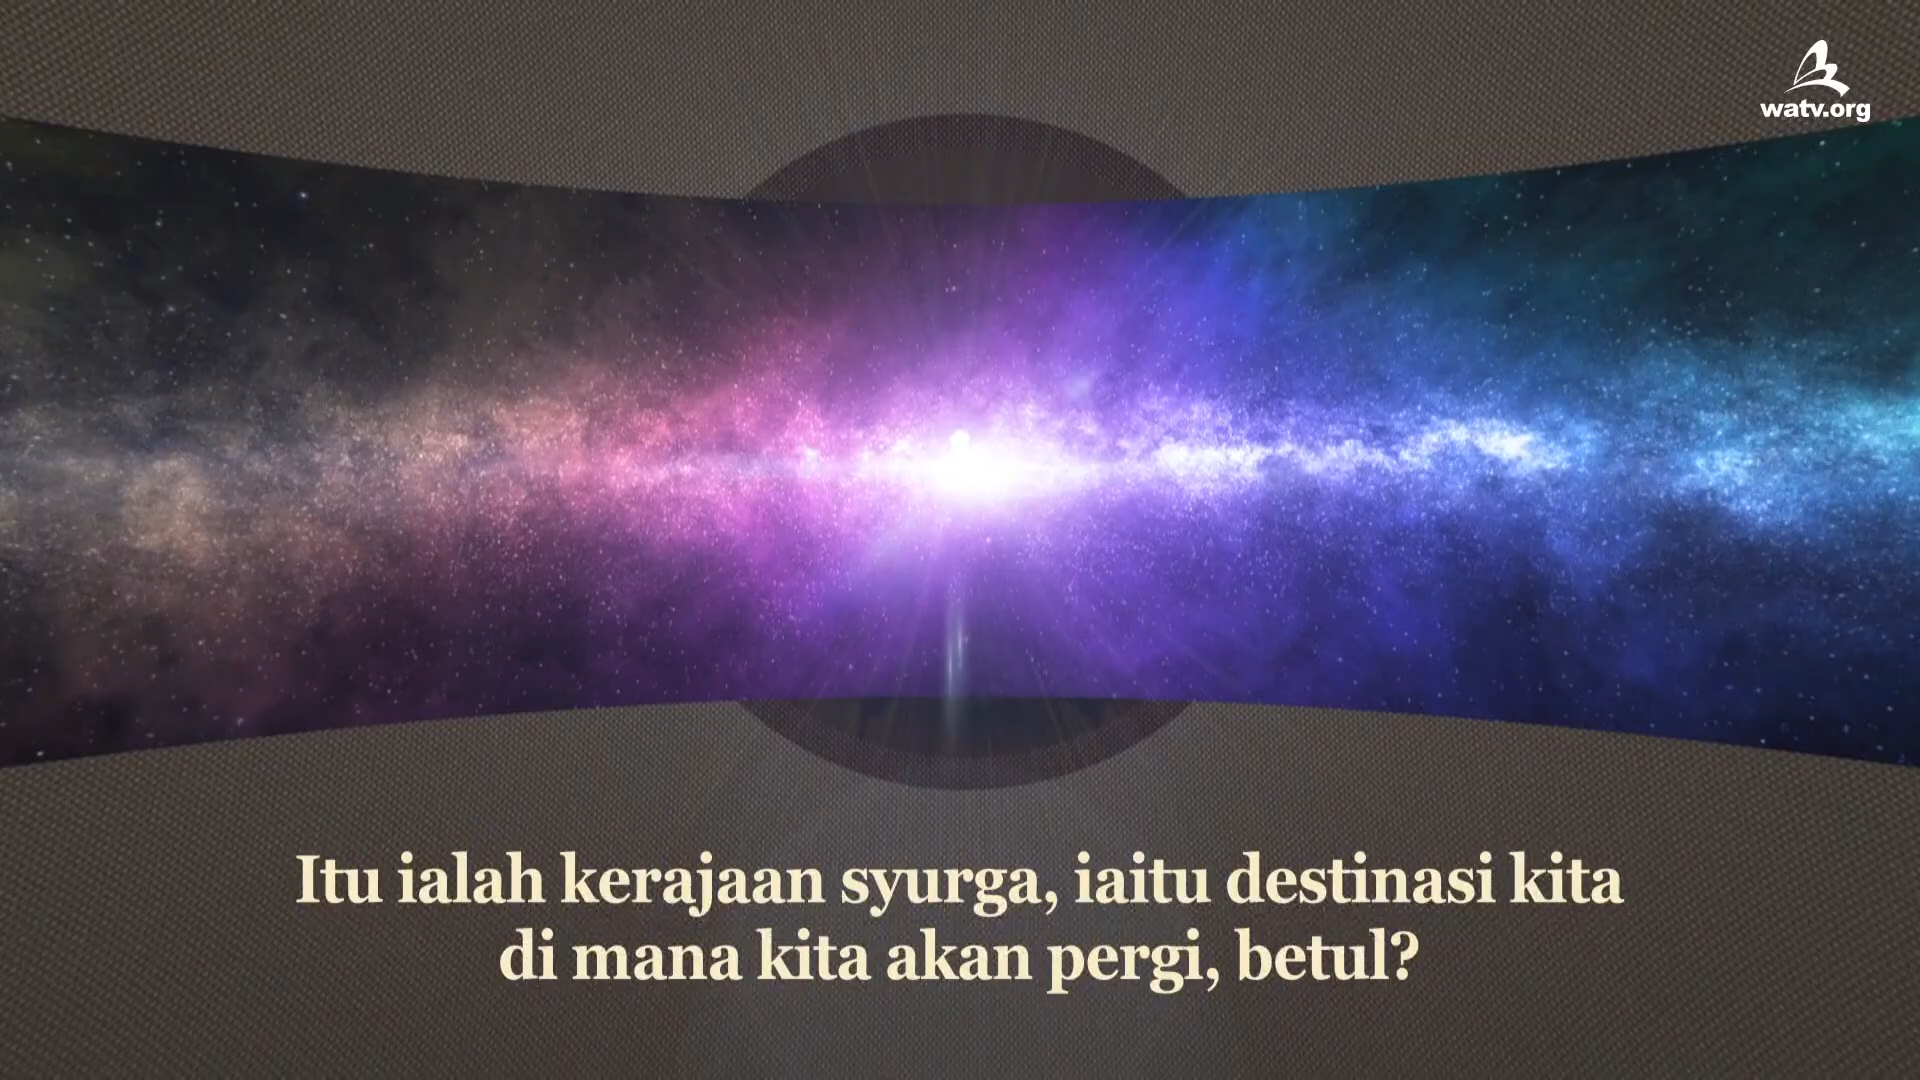 watv.org
Itu ialah kerajaan syurga, iaitu destinasi kita
di mana kita akan pergi, betul?